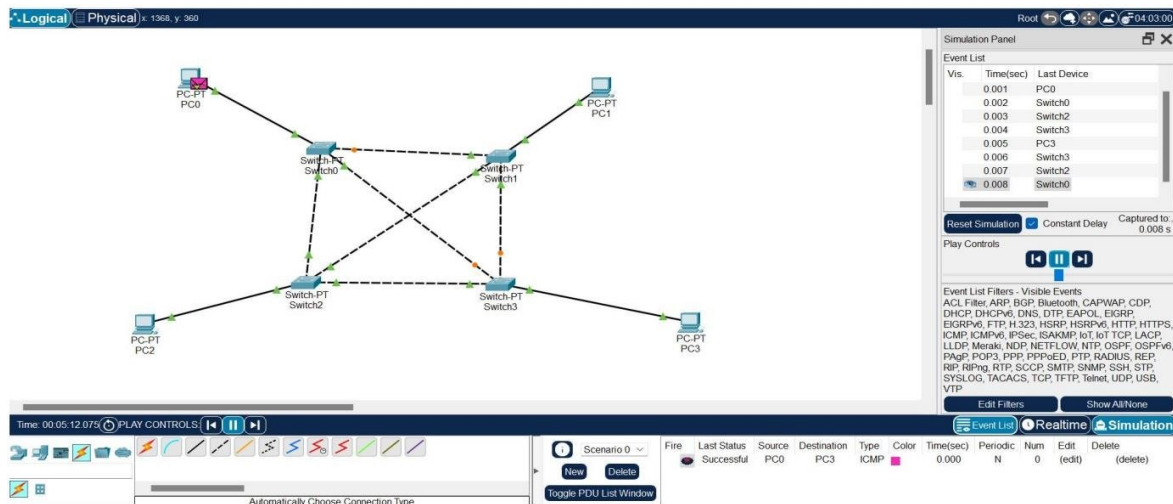 Logical Physical x: 1368, y: 360 Root 04:03:00
Simulation Panel
Event List
Vis. Time(sec) Last Device
0.001 PC0
0.002 Switch0
0.003 Switch2
0.004 Switch3
0.005 PC3
0.006 Switch3
0.007 Switch2
0.008 Switch0
Reset Simulation Constant Delay Captured to:
0.008 s
Play Controls
Event List Filters - Visible Events
ACL Filter, ARP, BGP, Bluetooth, CAPWAP, CDP,
DHCP, DHCPv6, DNS, DTP, EAPOL, EIGRP,
EIGRPv6, FTP, H.323, HSRP, HSRPv6, HTTP, HTTPS,
ICMP, ICMPv6, IPSec, ISAKMP, IoT, IoT TCP, LACP,
LLDP, Meraki, NDP, NETFLOW, NTP, OSPF, OSPFv6,
PAgP, POP3, PPP, PPPoED, PTP, RADIUS, REP,
RIP, RIPng, RTP, SCCP, SMTP, SNMP, SSH, STP,
SYSLOG, TACACS, TCP, TFTP, Telnet, UDP, USB,
VTP
Edit Filters Show All/None
PC-PT
PC0
PC-PT
PC1
Switch-PT
Switch0
Switch-PT
Switch1
Switch-PT
Switch2
Switch-PT
Switch3
PC-PT
PC2
PC-PT
PC3
Time: 00:05:12.075 PLAY CONTROLS: Event List Realtime Simulation
Automatically Choose Connection Type
Scenario 0
New Delete
Toggle PDU List Window
Fire Last Status Source Destination Type Color Time(sec) Periodic Num Edit Delete
Successful PC0 PC3 ICMP 0.000 N 0 (edit) (delete)